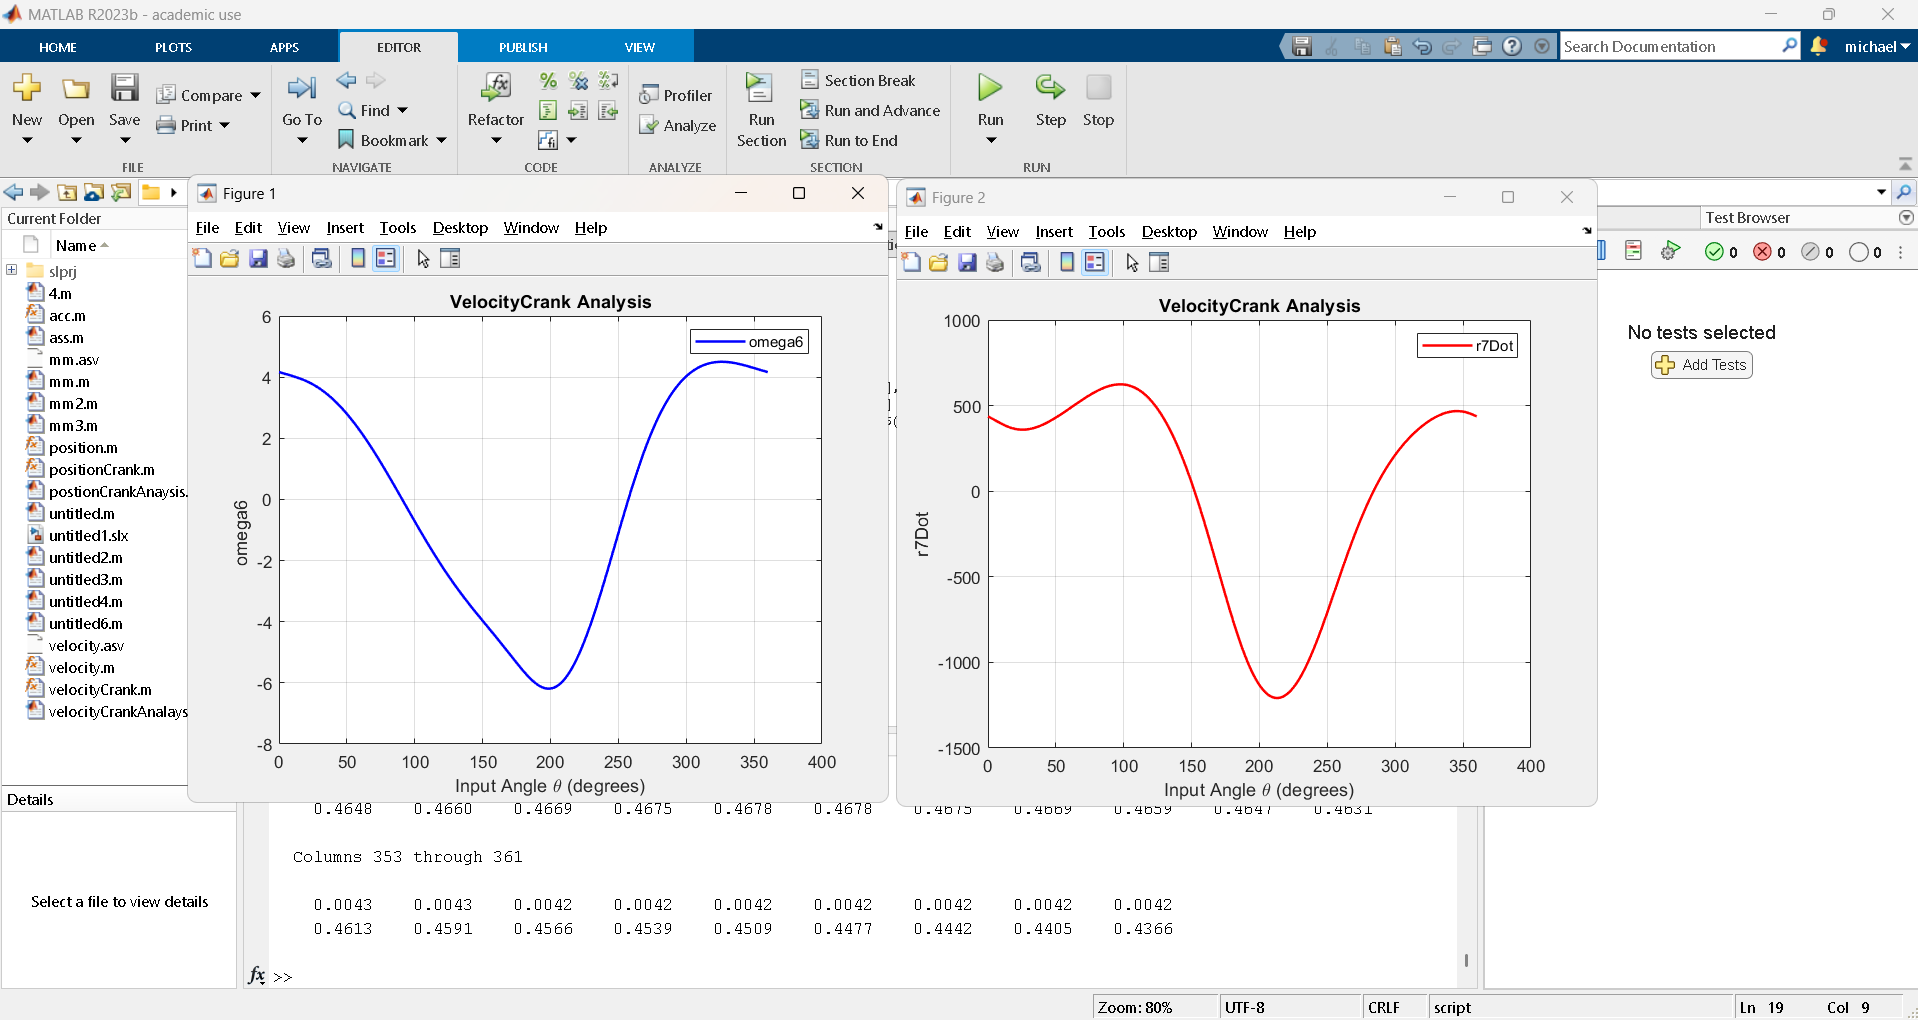 MATLAB R2023b - academic use
HOME PLOTS APPS EDITOR PUBLISH VIEW
Search Documentation
michael
New
Open
Save
Compare
Print
FILE
Go To
Find
Bookmark
NAVIGATE
Refactor
CODE
Profiler
Analyze
ANALYZE
Run Section
Section Break
Run and Advance
Run to End
SECTION
Run
Step
Stop
RUN
Current Folder
Name
slprj
4.m
acc.m
ass.m
mm.asv
mm.m
mm2.m
mm3.m
position.m
positionCrank.m
postionCrankAnaysis.
untitled.m
untitled1.slx
untitled2.m
untitled3.m
untitled4.m
untitled6.m
velocity.asv
velocity.m
velocityCrank.m
velocityCrankAnalays
Details
Select a file to view details
Figure 1
File Edit View Insert Tools Desktop Window Help
VelocityCrank Analysis
omega6
6
4
2
0
-2
-4
-6
-8
omega6
0 50 100 150 200 250 300 350 400
Input Angle θ (degrees)
Figure 2
File Edit View Insert Tools Desktop Window Help
VelocityCrank Analysis
r7Dot
1000
500
0
-500
-1000
-1500
r7Dot
0 50 100 150 200 250 300 350 400
Input Angle θ (degrees)
Test Browser
0 0 0 0
No tests selected
Add Tests
0.4648 0.4660 0.4669 0.4675 0.4678 0.4678 0.4675 0.4669 0.4659 0.4647 0.4631
Columns 353 through 361
0.0043 0.0043 0.0042 0.0042 0.0042 0.0042 0.0042 0.0042 0.0042
0.4613 0.4591 0.4566 0.4539 0.4509 0.4477 0.4442 0.4405 0.4366
fx >>
Zoom: 80% UTF-8 CRLF script Ln 19 Col 9